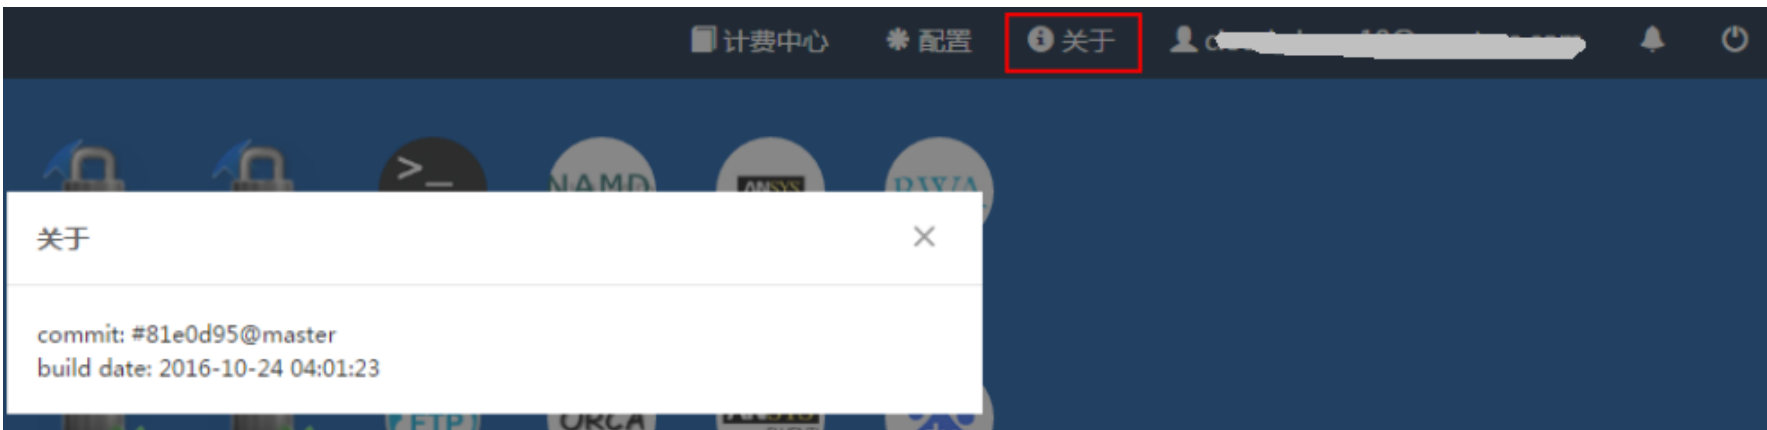 计费中心 配置 关于
>_ NAMD ANSYS
关于 ×
commit: #81e0d95@master
build date: 2016-10-24 04:01:23
FTP ORCA ANSYS